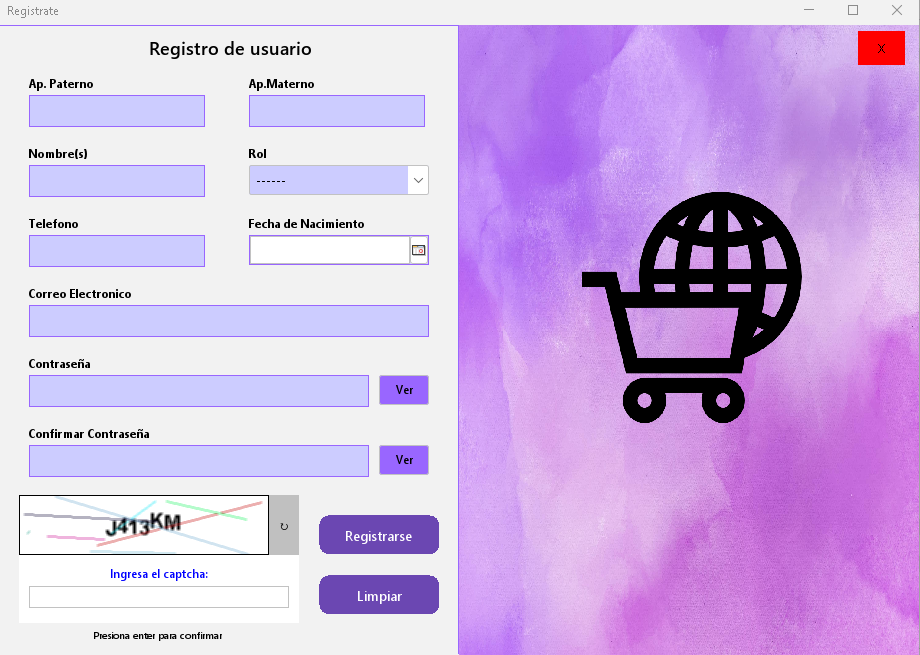 Registrate
Registro de usuario
X
Ap. Paterno
Ap.Materno
Nombre(s)
Rol
------
Telefono
Fecha de Nacimiento
Correo Electronico
Contraseña
Ver
Confirmar Contraseña
Ver
J413KM
Registrarse
Ingresa el captcha:
Limpiar
Presiona enter para confirmar